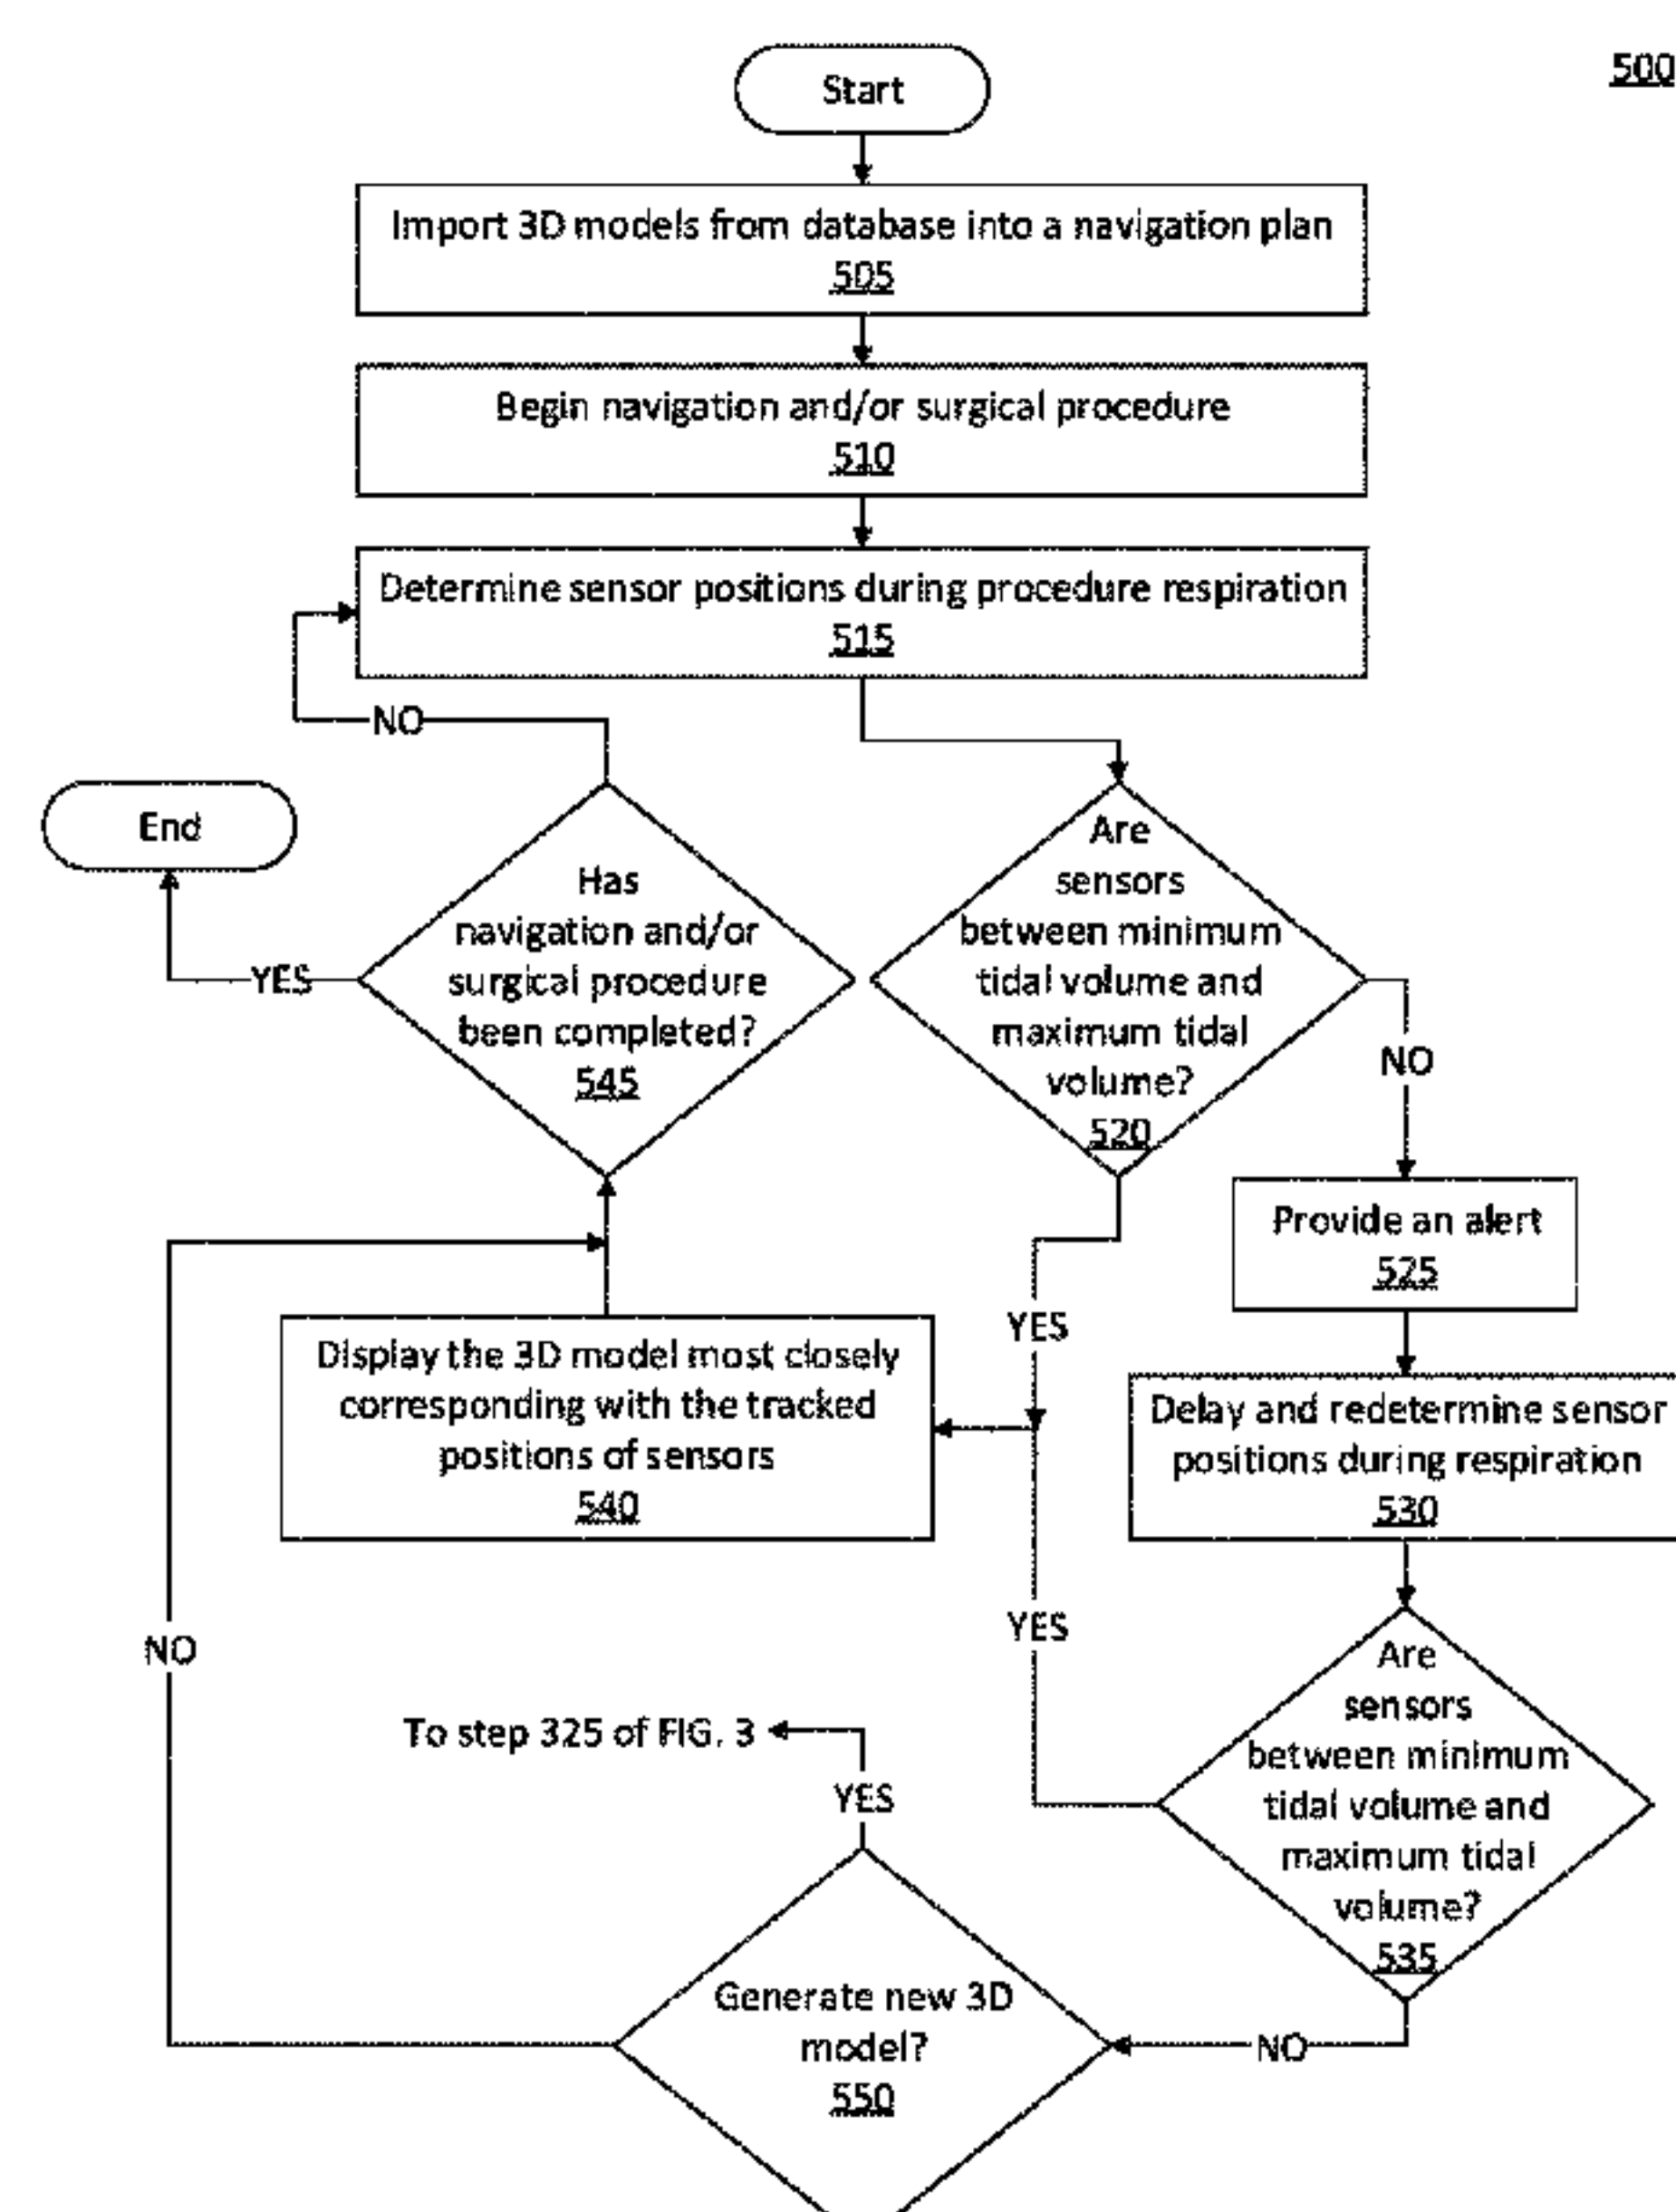 500
Start
Import 3D models from database into a navigation plan
505
Begin navigation and/or surgical procedure
510
Determine sensor positions during procedure respiration
515
NO
End
YES
Has
navigation and/or
surgical procedure
been completed?
545
Are
sensors
between minimum
tidal volume and
maximum tidal
volume?
520
NO
Provide an alert
525
YES
Display the 3D model most closely
corresponding with the tracked
positions of sensors
540
Delay and redetermine sensor
positions during respiration
530
YES
NO
Are
sensors
between minimum
tidal volume and
maximum tidal
volume?
535
To step 325 of FIG. 3
YES
Generate new 3D
model?
550
NO